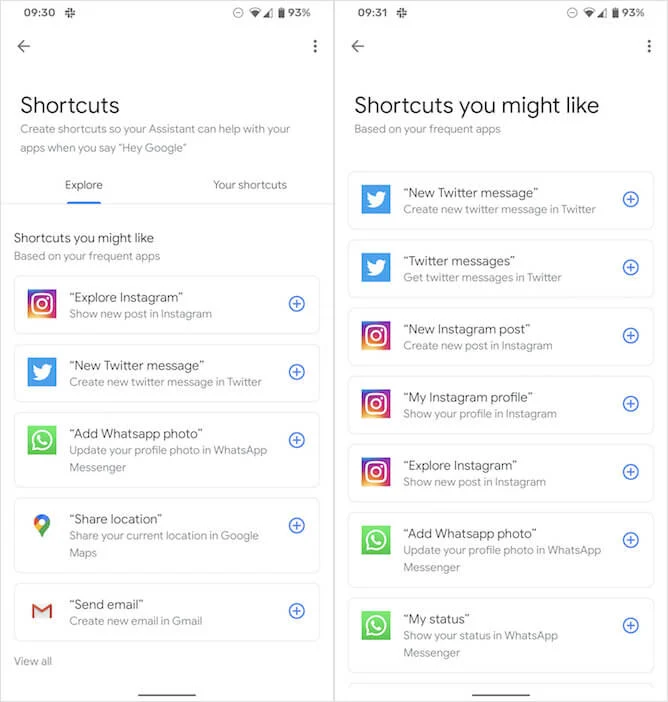 09:30
93%
Shortcuts
Create shortcuts so your Assistant can help with your
apps when you say "Hey Google"
Explore
Your shortcuts
Shortcuts you might like
Based on your frequent apps
"Explore Instagram"
Show new post in Instagram
"New Twitter message"
Create new twitter message in Twitter
"Add Whatsapp photo"
Update your profile photo in WhatsApp
Messenger
"Share location"
Share your current location in Google
Maps
"Send email"
Create new email in Gmail
View all
09:31
93%
Shortcuts you might like
Based on your frequent apps
"New Twitter message"
Create new twitter message in Twitter
"Twitter messages"
Get twitter messages in Twitter
"New Instagram post"
Create new post in Instagram
"My Instagram profile"
Show your profile in Instagram
"Explore Instagram"
Show new post in Instagram
"Add Whatsapp photo"
Update your profile photo in WhatsApp
Messenger
"My status"
Show your status in WhatsApp
Messenger